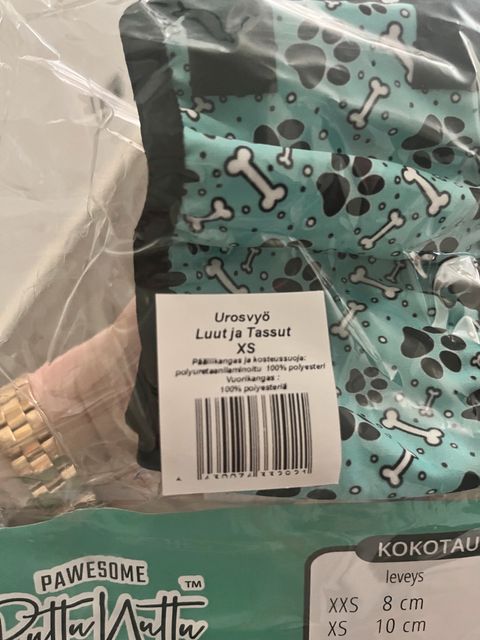 Urosvyö
Luut ja Tassut
XS
Päällikangas ja kosteussuoja:
polyuretaanilaminoitu 100% polyesteri
Vuorikangas :
100% polyesteriä
PAWESOME
TM
KOKOTAU
leveys
XXS 8 cm
XS 10 cm